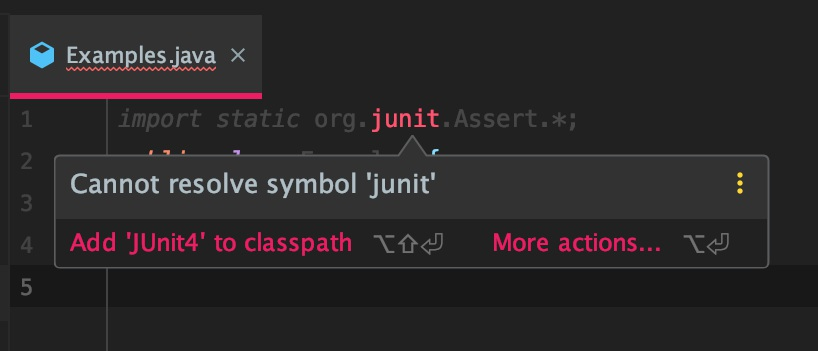 Examples.java ×
1 import static org.junit.Assert.*;
2
Cannot resolve symbol 'junit'
3
4 Add 'JUnit4' to classpath ⌥⇧⏎ More actions... ⌥⏎
5